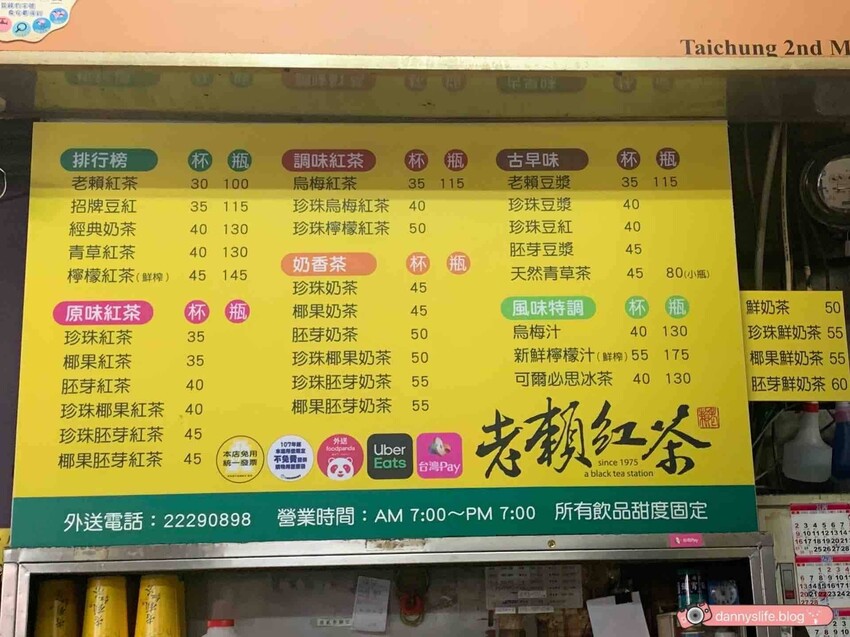 Taichung 2nd M
排行榜 杯 瓶
老賴紅茶 30 100
招牌豆紅 35 115
經典奶茶 40 130
青草紅茶 40 130
檸檬紅茶(鮮榨) 45 145
原味紅茶 杯 瓶
珍珠紅茶 35
椰果紅茶 35
胚芽紅茶 40
珍珠椰果紅茶 40
珍珠胚芽紅茶 45
椰果胚芽紅茶 45
調味紅茶 杯 瓶
烏梅紅茶 35 115
珍珠烏梅紅茶 40
珍珠檸檬紅茶 50
奶香茶 杯 瓶
珍珠奶茶 45
椰果奶茶 45
胚芽奶茶 50
珍珠椰果奶茶 50
珍珠胚芽奶茶 55
椰果胚芽奶茶 55
古早味 杯 瓶
老賴豆漿 35 115
珍珠豆漿 40
珍珠豆紅 40
胚芽豆漿 45
天然青草茶 45 80(小瓶)
風味特調 杯 瓶
烏梅汁 40 130
新鮮檸檬汁(鮮榨) 55 175
可爾必思冰茶 40 130
鮮奶茶 50
珍珠鮮奶茶 55
椰果鮮奶茶 55
胚芽鮮奶茶 60
本店免用
統一發票
外送
foodpanda
Uber
Eats
台灣Pay
老賴紅茶
since 1975
a black tea station
外送電話：22290898 營業時間：AM 7:00～PM 7:00 所有飲品甜度固定
dannyslife.blog